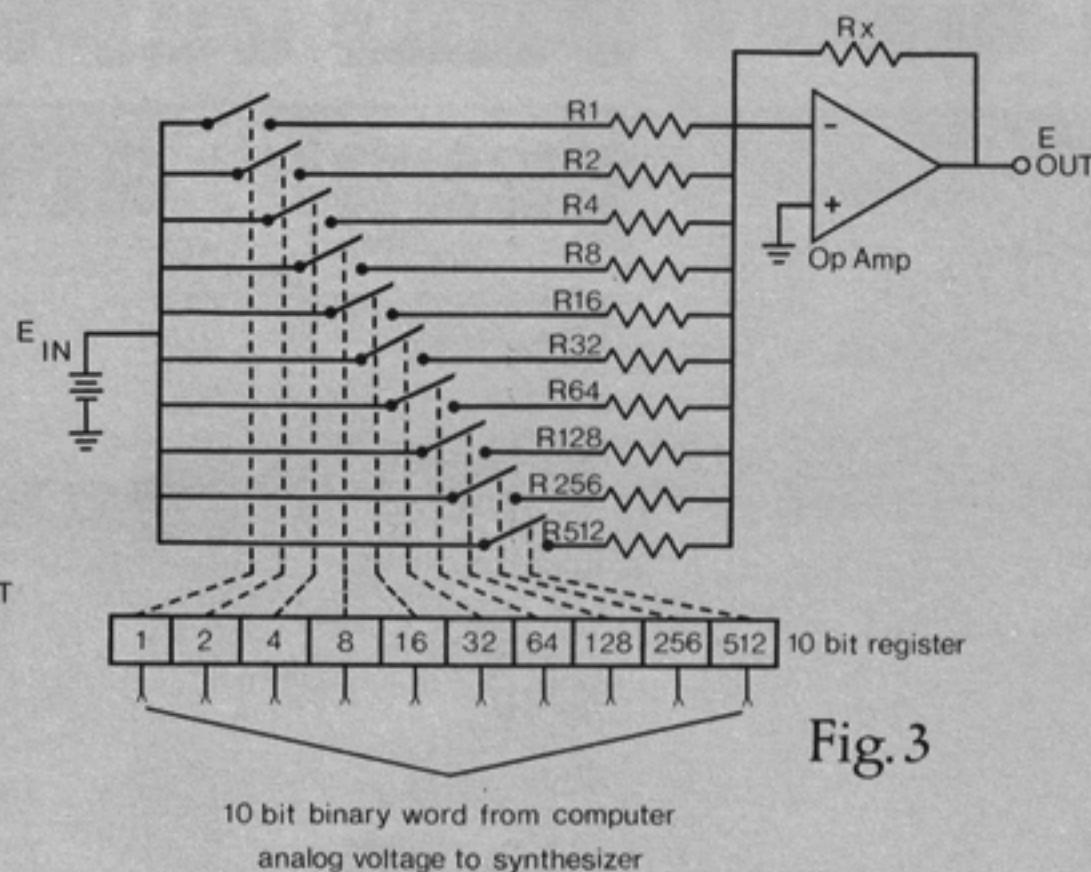 Rx
R1
-
E
OUT
R2
R4
+
Op Amp
R8
R16
E
IN
R32
R64
R128
R 256
R512
T
1 2 4 8 16 32 64 128 256 512 10 bit register
Fig. 3
10 bit binary word from computer
analog voltage to synthesizer